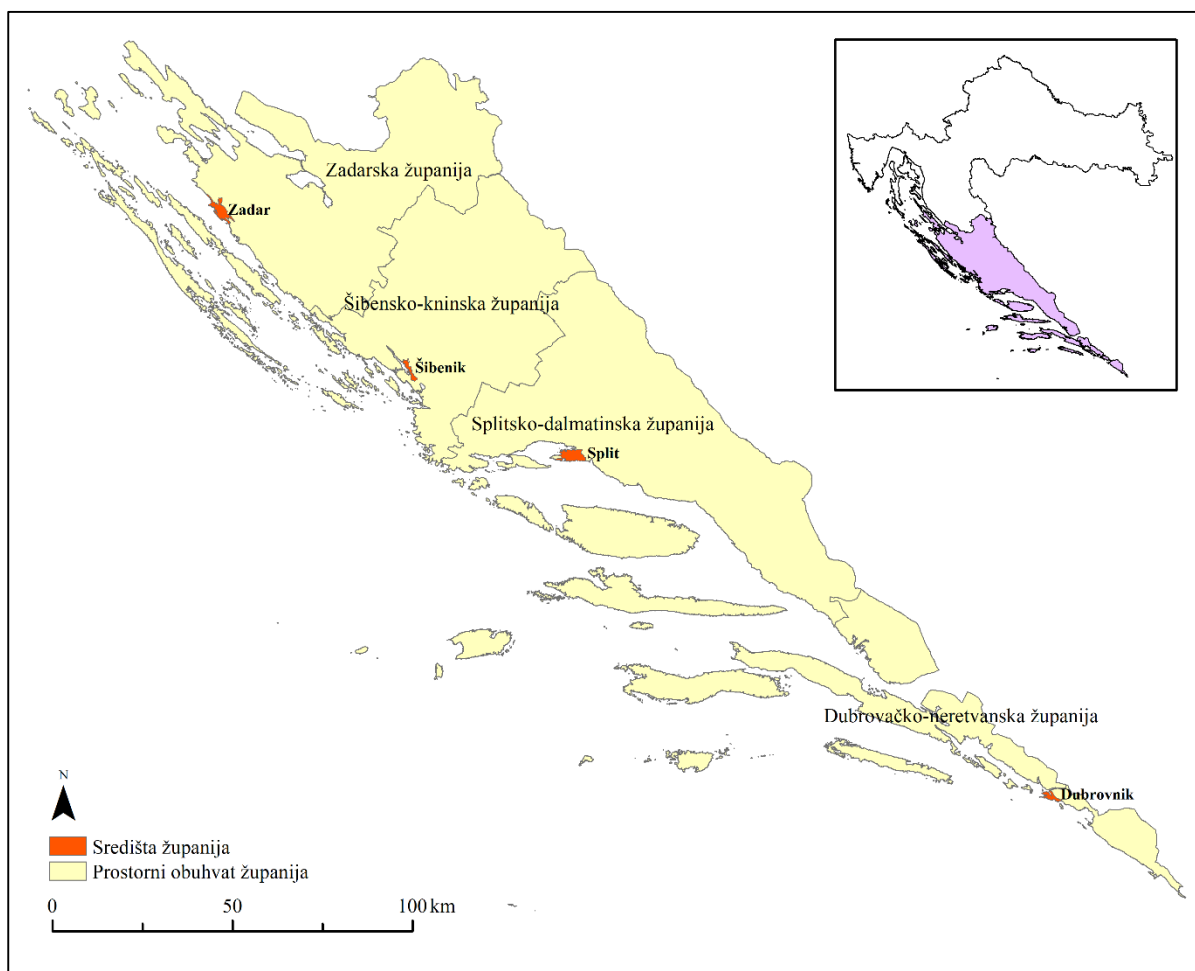 Zadarska županija
Zadar
Šibensko-kninska županija
Šibenik
Splitsko-dalmatinska županija
Split
Dubrovačko-neretvanska županija
Dubrovnik
N
Središta županija
Prostorni obuhvat županija
0 50 100 km